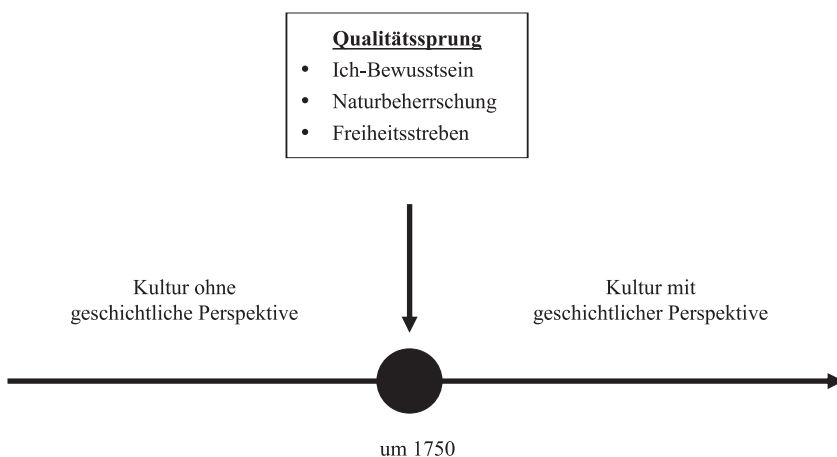 Qualitätssprung
• Ich-Bewusstsein
• Naturbeherrschung
• Freiheitsstreben
Kultur ohne
geschichtliche Perspektive
Kultur mit
geschichtlicher Perspektive
um 1750